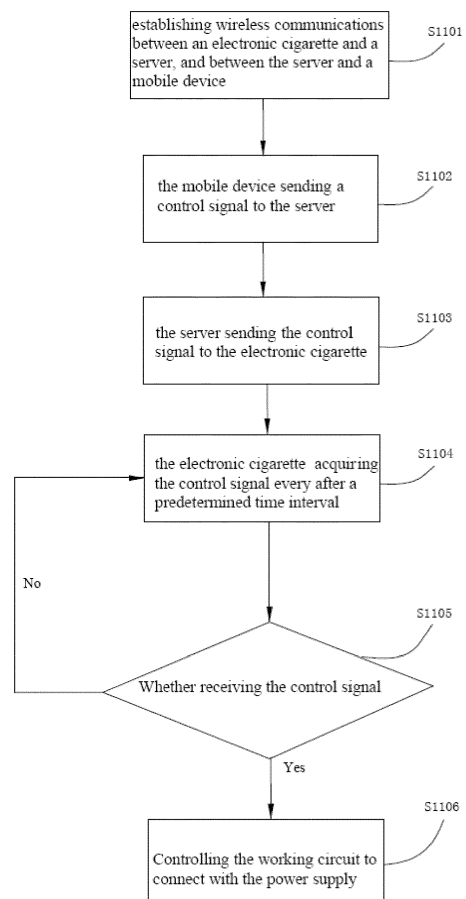 establishing wireless communications
between an electronic cigarette and a
server, and between the server and a
mobile device
S1101
the mobile device sending a
control signal to the server
S1102
the server sending the control
signal to the electronic cigarette
S1103
the electronic cigarette acquiring
the control signal every after a
predetermined time interval
S1104
No
Whether receiving the control signal
S1105
Yes
Controlling the working circuit to
connect with the power supply
S1106